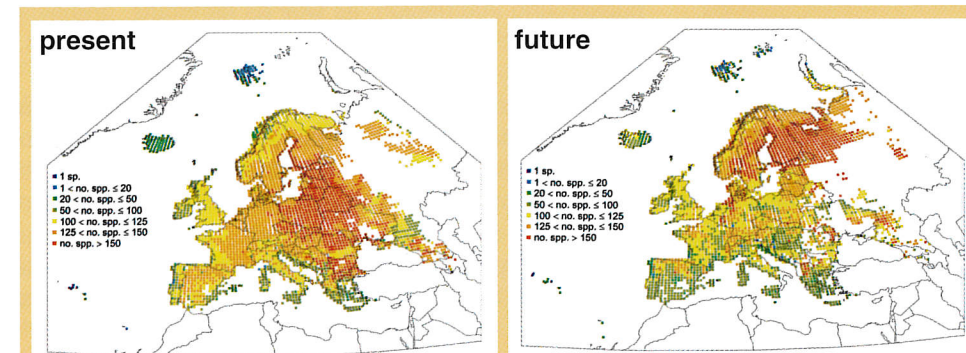 present
1 sp.
1 < no. spp. ≤ 20
20 < no. spp. ≤ 50
50 < no. spp. ≤ 100
100 < no. spp. ≤ 125
125 < no. spp. ≤ 150
no. spp. > 150
future
1 sp.
1 < no. spp. ≤ 20
20 < no. spp. ≤ 50
50 < no. spp. ≤ 100
100 < no. spp. ≤ 125
125 < no. spp. ≤ 150
no. spp. > 150